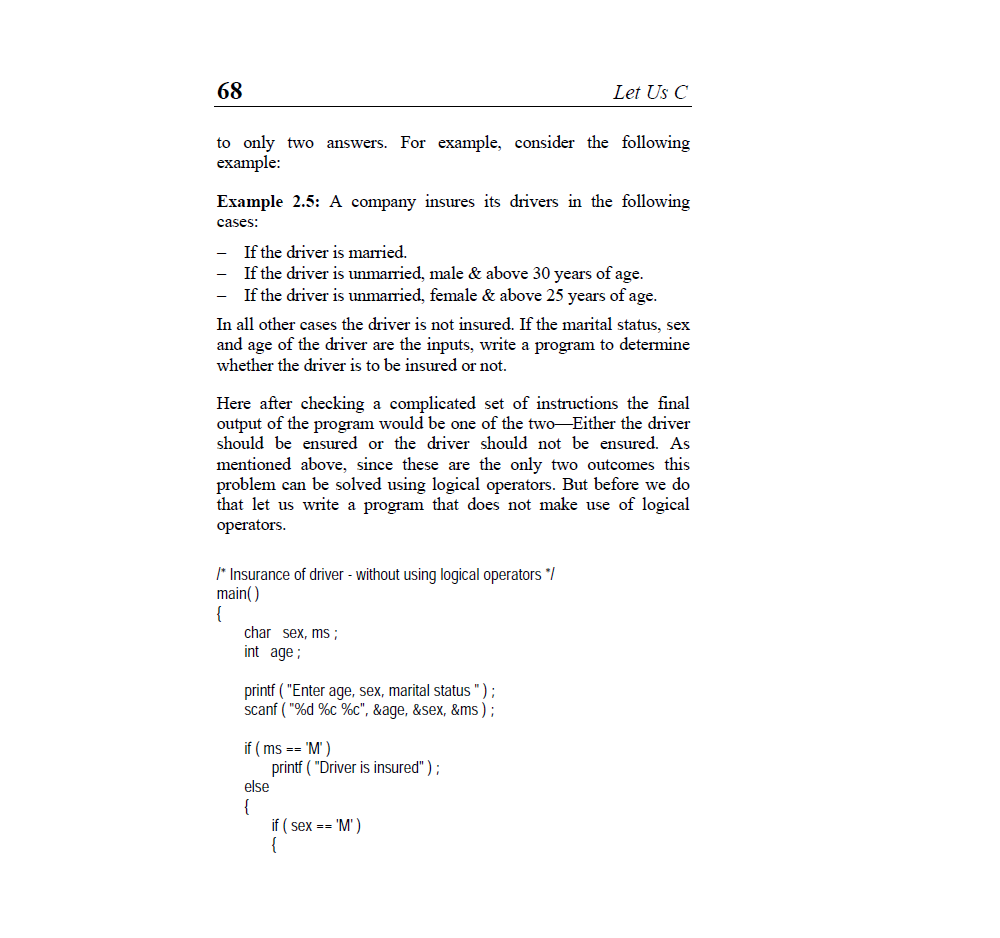 68 Let Us C
to only two answers. For example, consider the following
example:
Example 2.5: A company insures its drivers in the following
cases:
− If the driver is married.
− If the driver is unmarried, male & above 30 years of age.
− If the driver is unmarried, female & above 25 years of age.
In all other cases the driver is not insured. If the marital status, sex
and age of the driver are the inputs, write a program to determine
whether the driver is to be insured or not.
Here after checking a complicated set of instructions the final
output of the program would be one of the two—Either the driver
should be ensured or the driver should not be ensured. As
mentioned above, since these are the only two outcomes this
problem can be solved using logical operators. But before we do
that let us write a program that does not make use of logical
operators.
/* Insurance of driver - without using logical operators */
main( )
{
char sex, ms ;
int age ;
printf ( "Enter age, sex, marital status " ) ;
scanf ( "%d %c %c", &age, &sex, &ms ) ;
if ( ms == 'M' )
printf ( "Driver is insured" ) ;
else
{
if ( sex == 'M' )
{